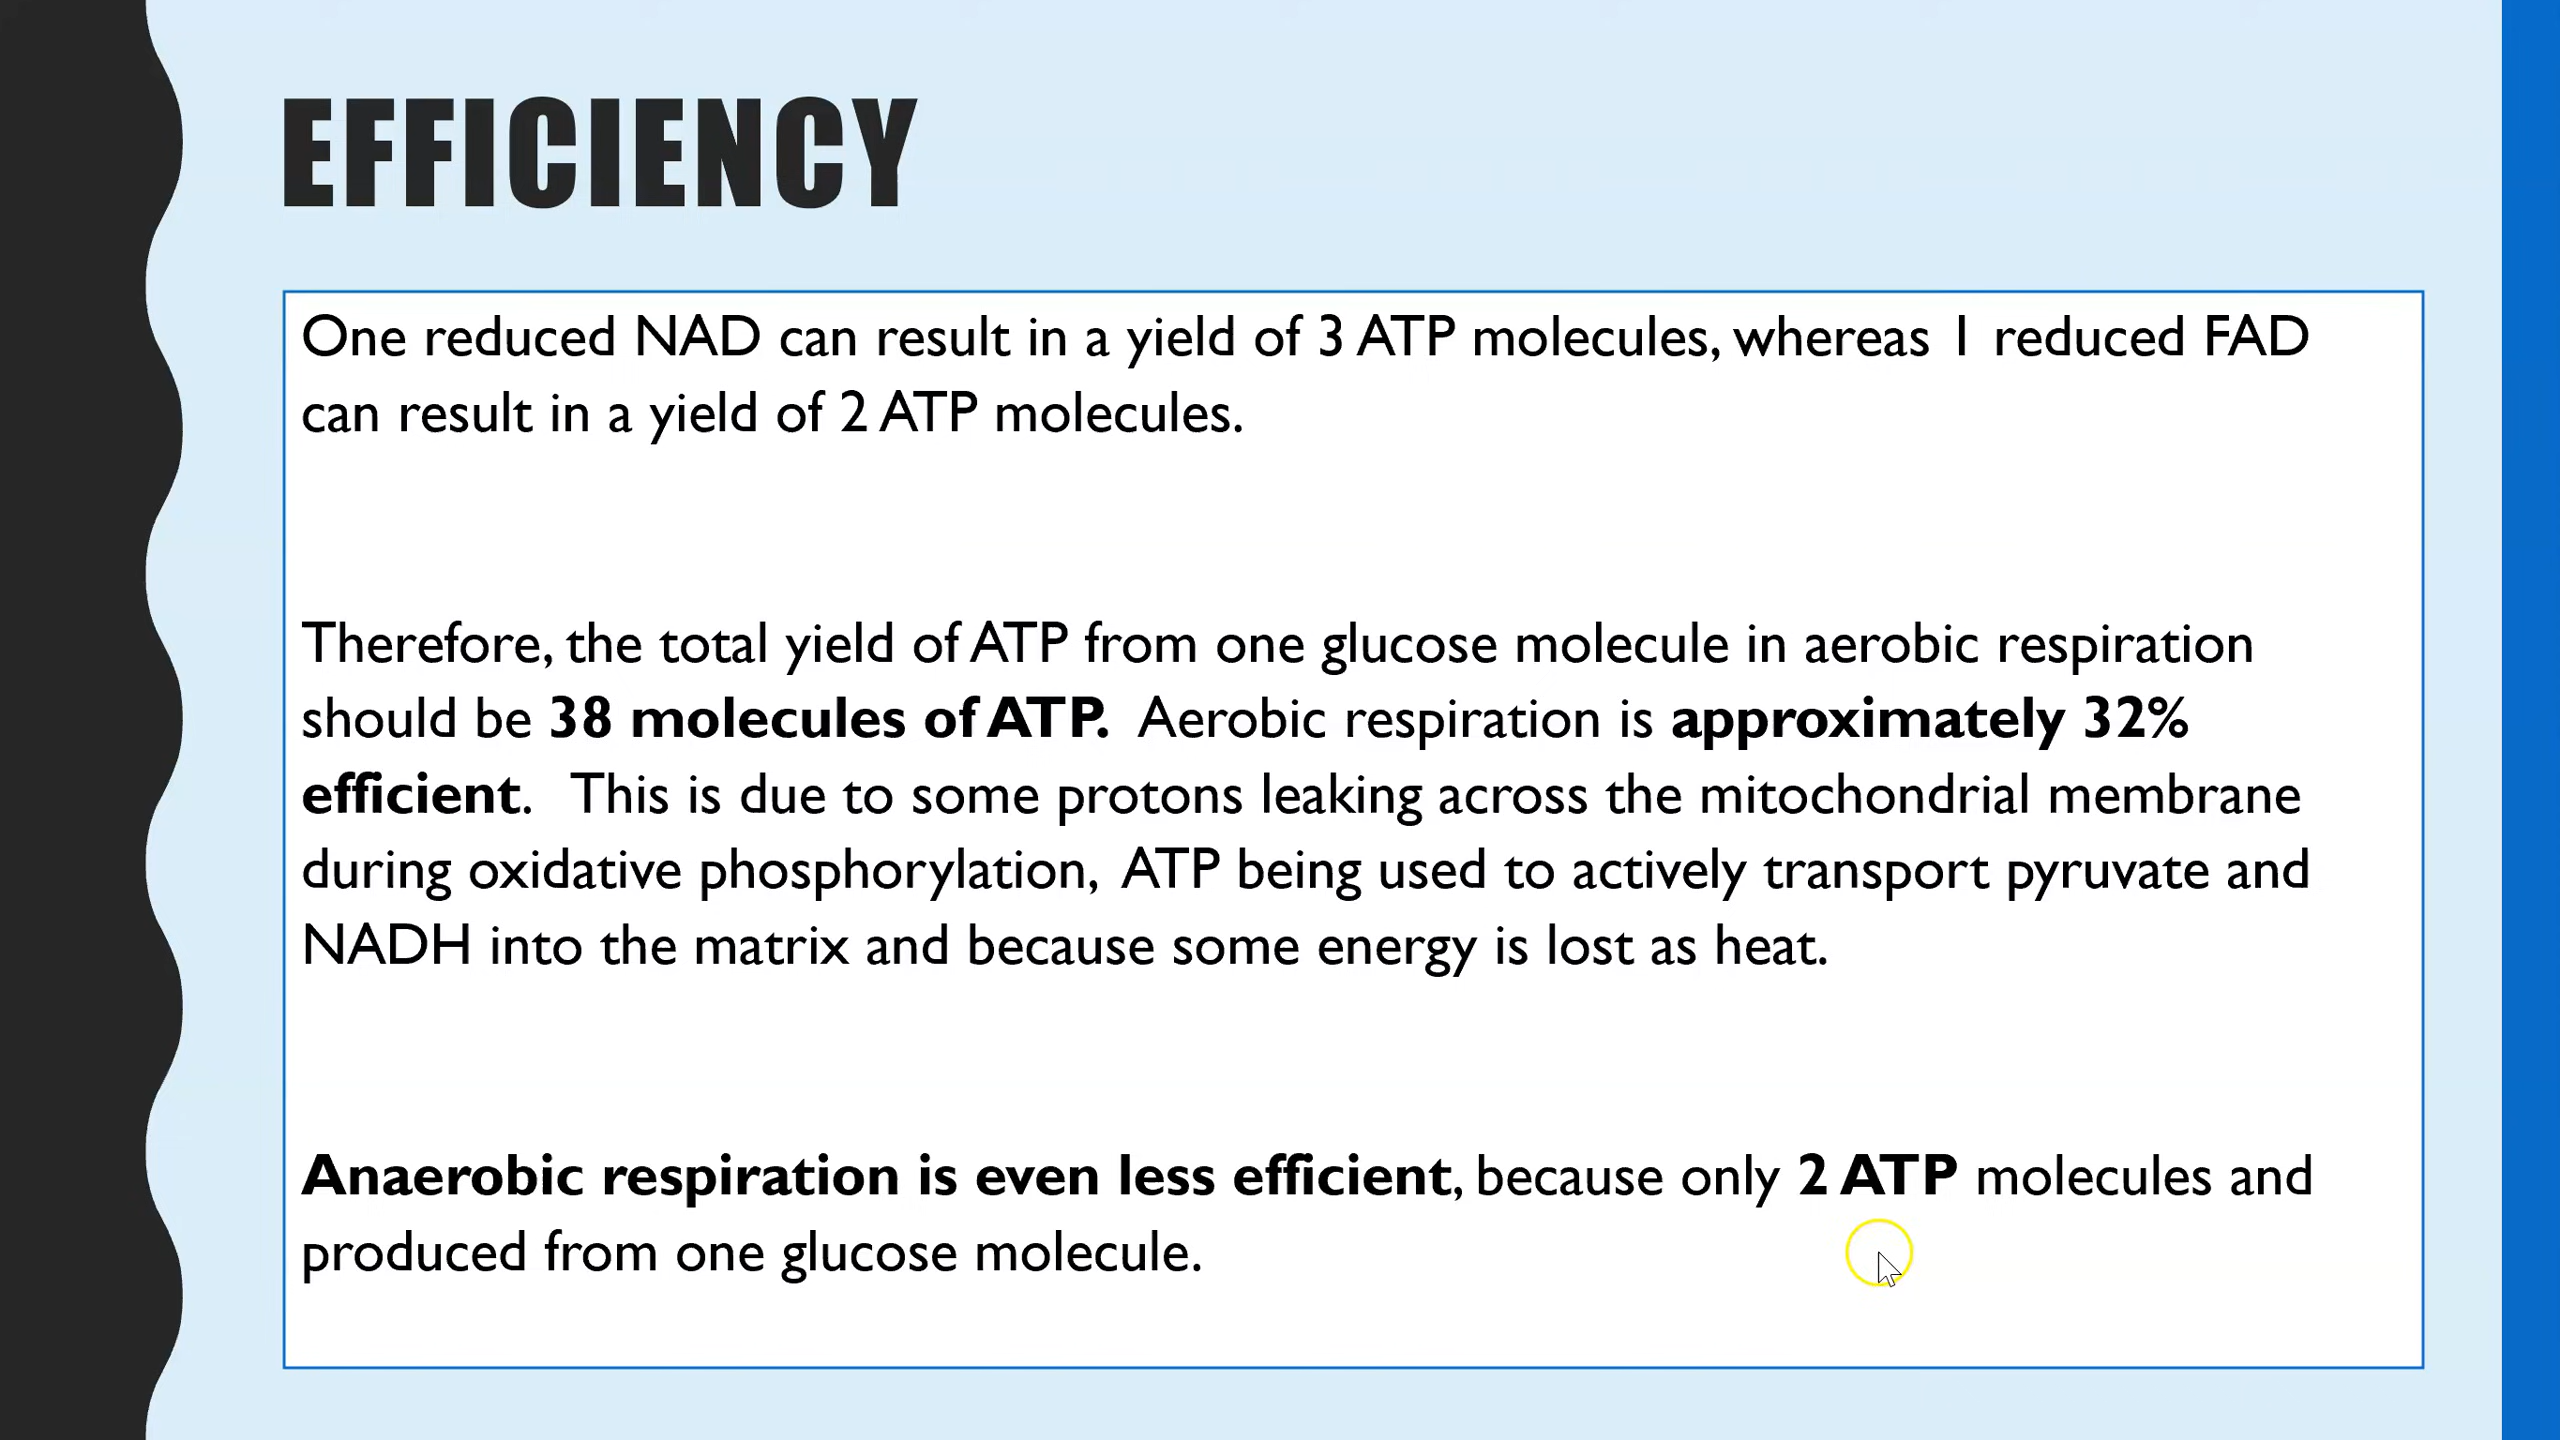 EFFICIENCY
One reduced NAD can result in a yield of 3 ATP molecules, whereas 1 reduced FAD
can result in a yield of 2 ATP molecules.
Therefore, the total yield of ATP from one glucose molecule in aerobic respiration
should be 38 molecules of ATP. Aerobic respiration is approximately 32%
efficient. This is due to some protons leaking across the mitochondrial membrane
during oxidative phosphorylation, ATP being used to actively transport pyruvate and
NADH into the matrix and because some energy is lost as heat.
Anaerobic respiration is even less efficient, because only 2 ATP molecules and
produced from one glucose molecule.